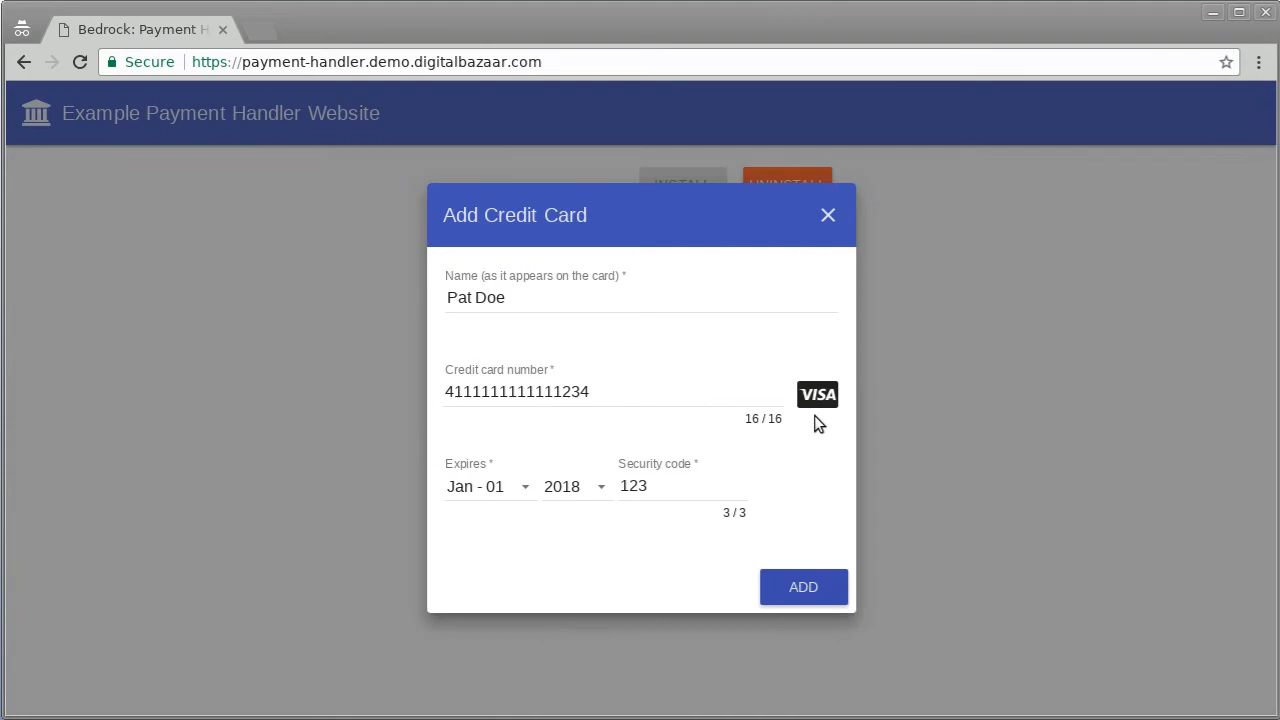 Bedrock: Payment H
Secure https://payment-handler.demo.digitalbazaar.com
Example Payment Handler Website
INSTALL UNINSTALL
Add Credit Card
Name (as it appears on the card) *
Pat Doe
Credit card number *
4111111111111234
VISA
16 / 16
Expires * Security code *
Jan - 01 2018 123
3 / 3
ADD